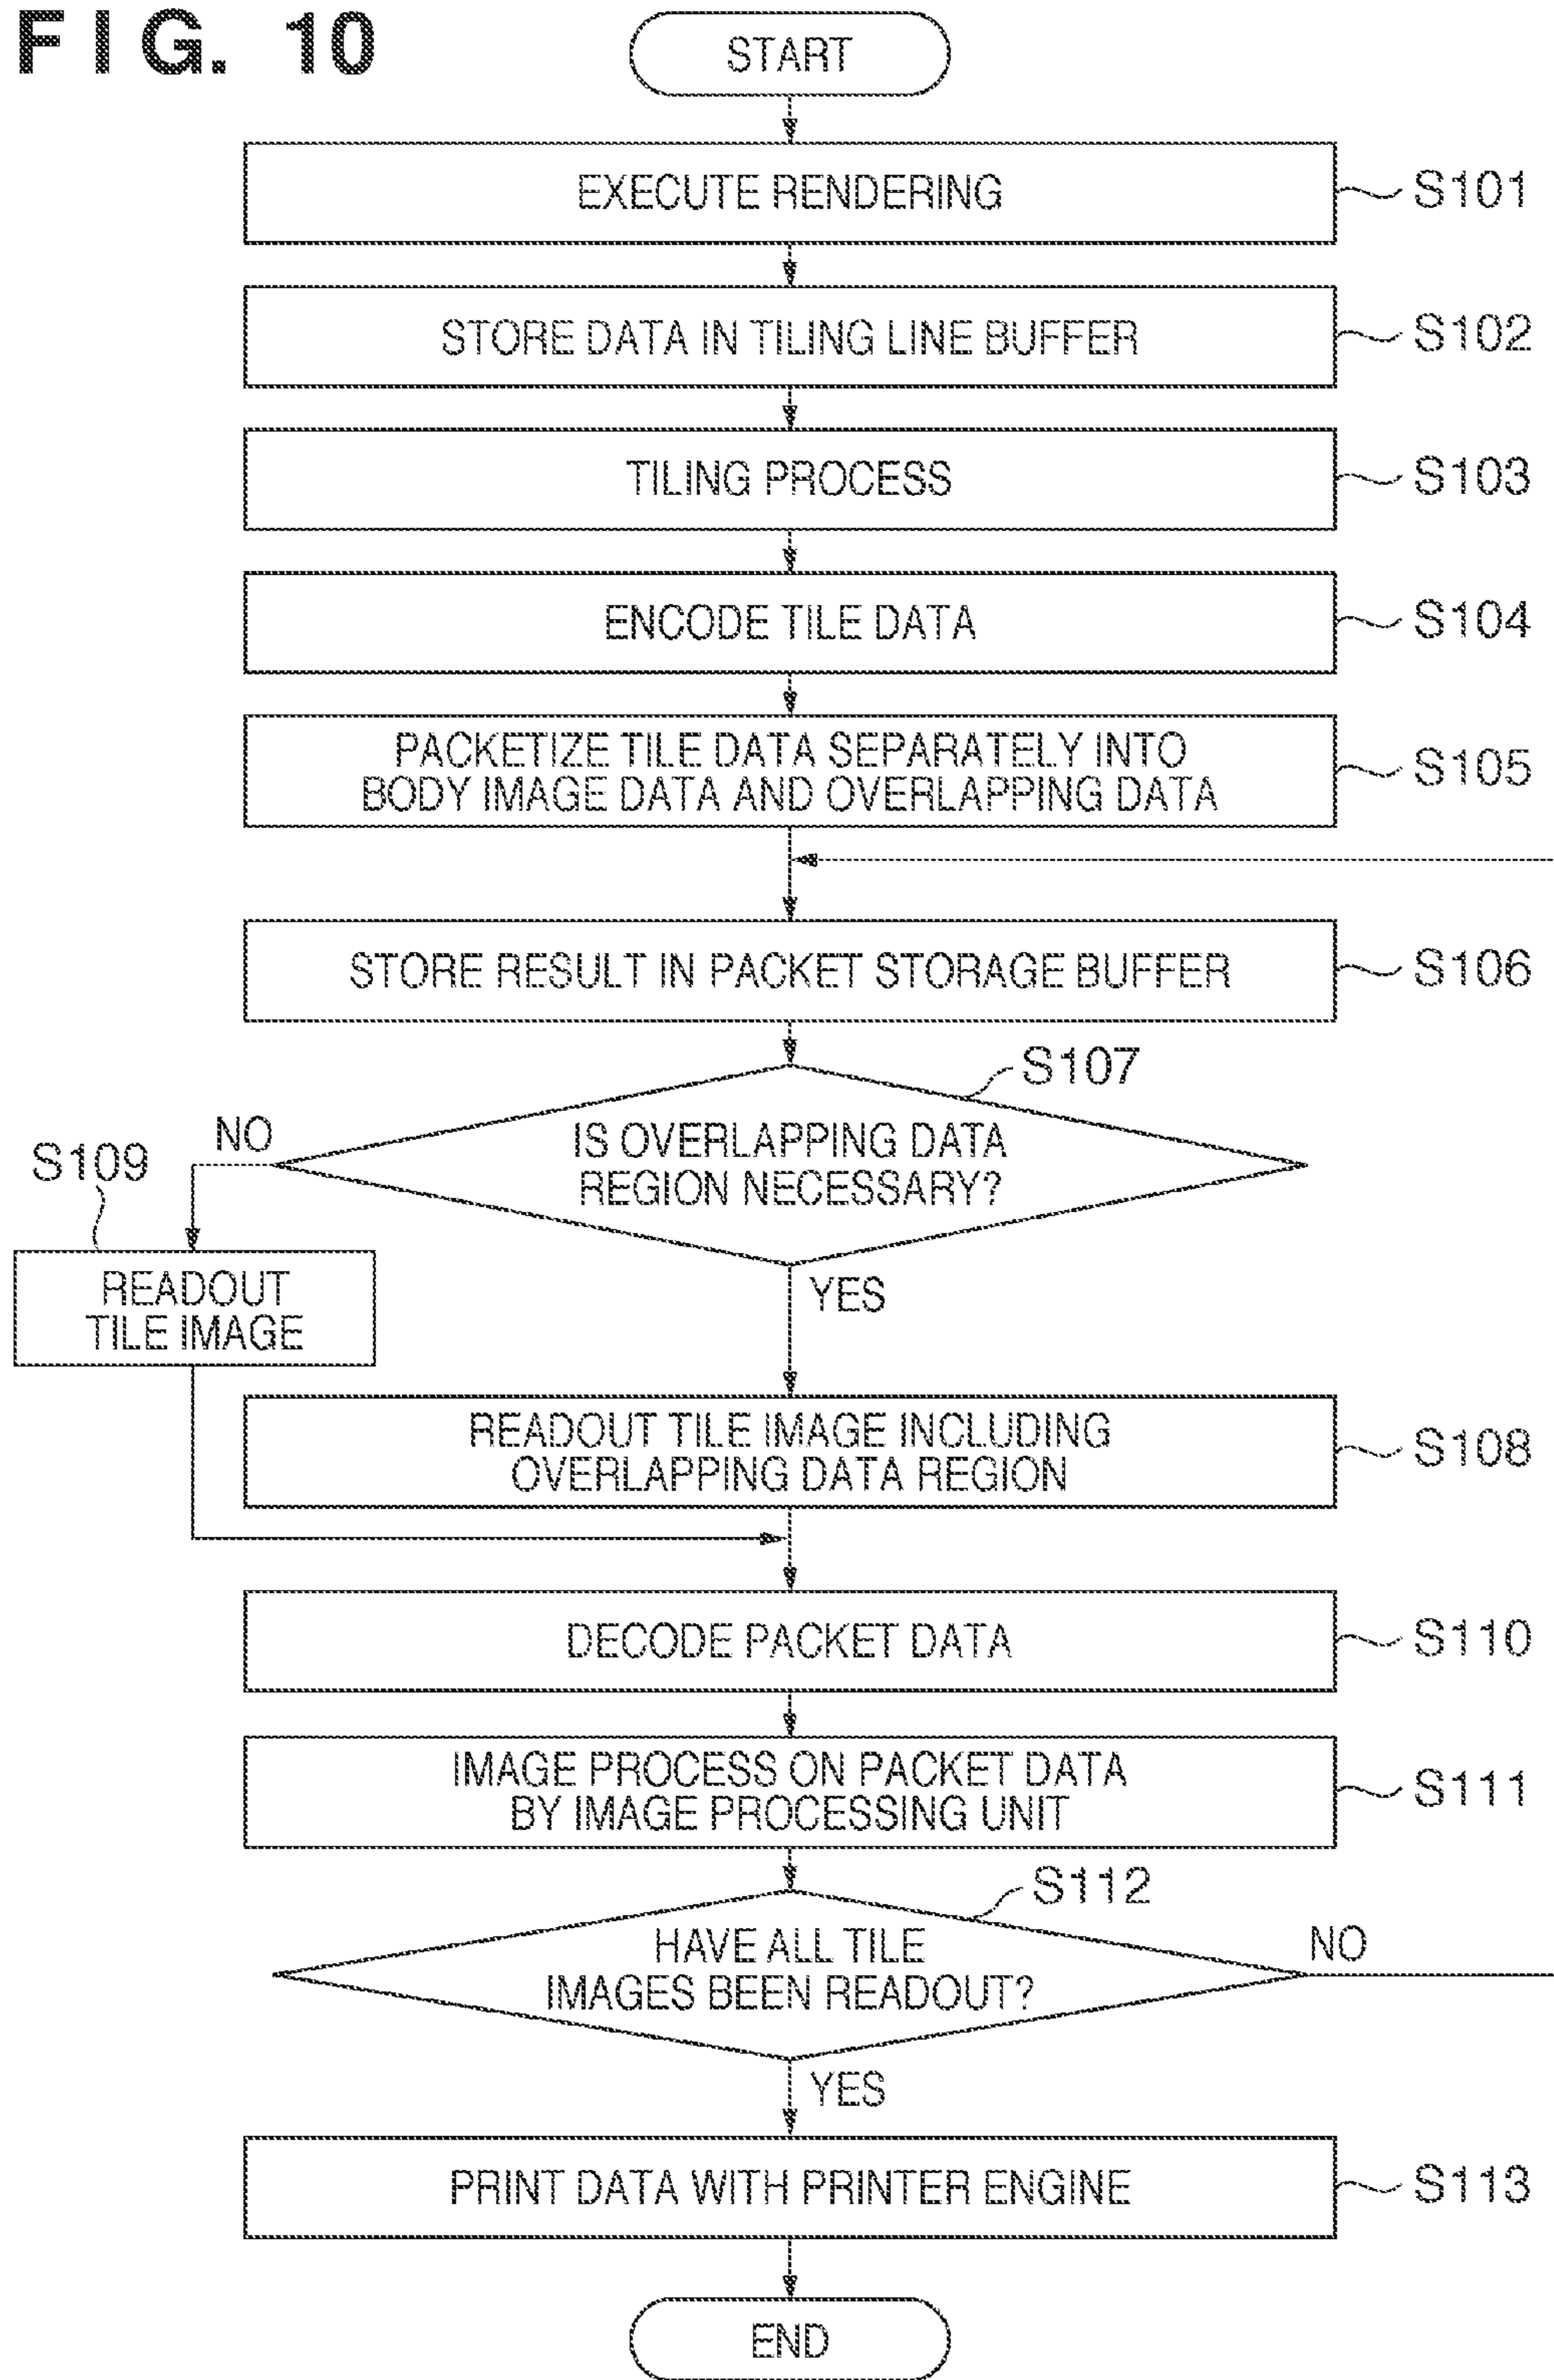 FIG. 10
START
EXECUTE RENDERING
S101
STORE DATA IN TILING LINE BUFFER
S102
TILING PROCESS
S103
ENCODE TILE DATA
S104
PACKETIZE TILE DATA SEPARATELY INTO
BODY IMAGE DATA AND OVERLAPPING DATA
S105
STORE RESULT IN PACKET STORAGE BUFFER
S106
S107
IS OVERLAPPING DATA
REGION NECESSARY?
NO
S109
READOUT
TILE IMAGE
YES
READOUT TILE IMAGE INCLUDING
OVERLAPPING DATA REGION
S108
DECODE PACKET DATA
S110
IMAGE PROCESS ON PACKET DATA
BY IMAGE PROCESSING UNIT
S111
S112
HAVE ALL TILE
IMAGES BEEN READOUT?
NO
YES
PRINT DATA WITH PRINTER ENGINE
S113
END